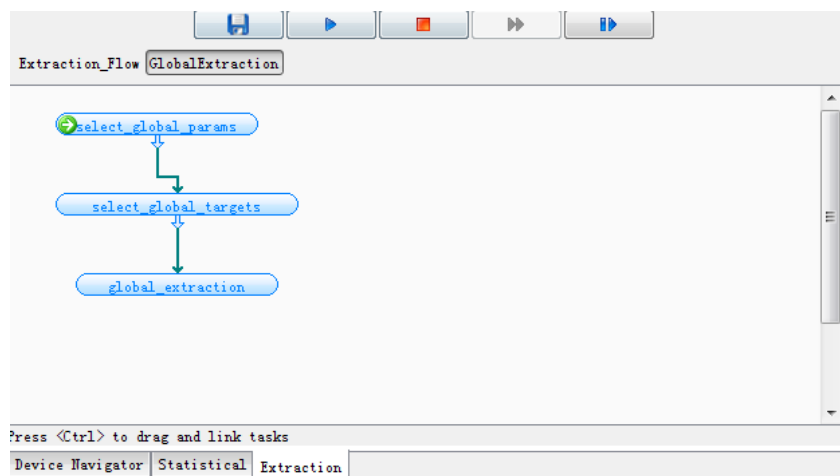 Extraction_Flow GlobalExtraction
select_global_params
select_global_targets
global_extraction
Press <Ctrl> to drag and link tasks
Device Navigator Statistical Extraction